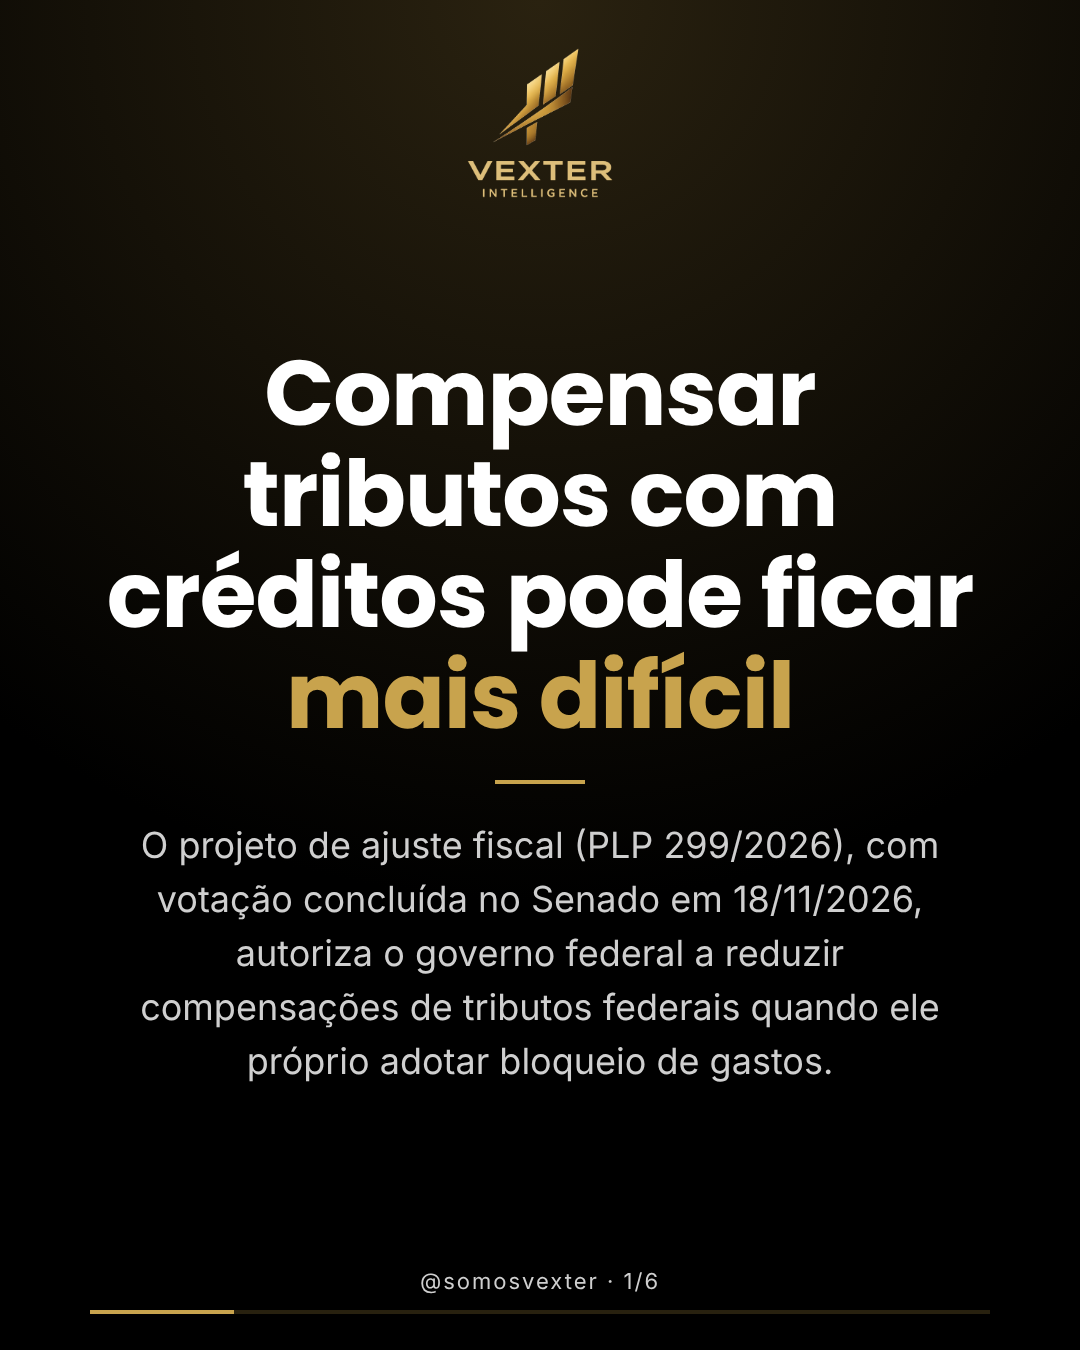 VEXTER
INTELLIGENCE
Compensar
tributos com
créditos pode ficar
mais difícil
O projeto de ajuste fiscal (PLP 299/2026), com
votação concluída no Senado em 18/11/2026,
autoriza o governo federal a reduzir
compensações de tributos federais quando ele
próprio adotar bloqueio de gastos.
@somosvexter · 1/6